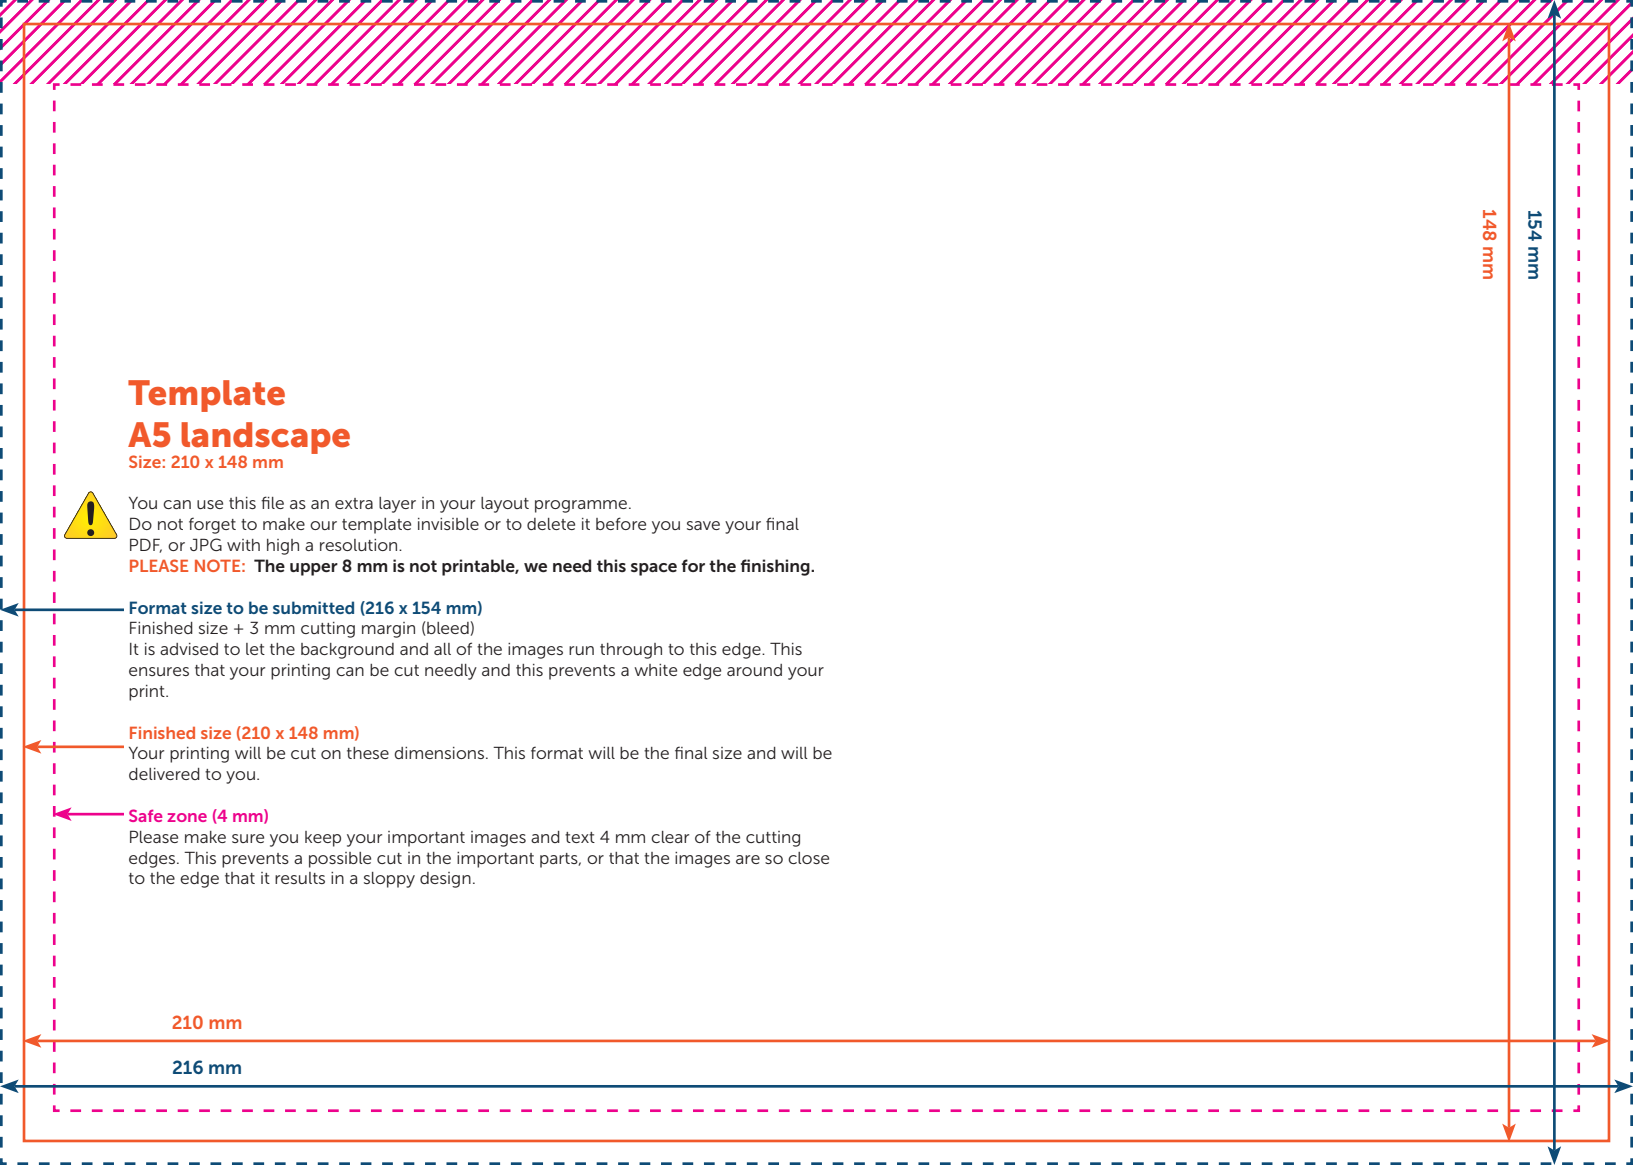 148 mm
154 mm
Template
A5 landscape
Size: 210 x 148 mm
You can use this file as an extra layer in your layout programme.
Do not forget to make our template invisible or to delete it before you save your final
PDF, or JPG with high a resolution.
PLEASE NOTE: The upper 8 mm is not printable, we need this space for the finishing.
Format size to be submitted (216 x 154 mm)
Finished size + 3 mm cutting margin (bleed)
It is advised to let the background and all of the images run through to this edge. This
ensures that your printing can be cut needly and this prevents a white edge around your
print.
Finished size (210 x 148 mm)
Your printing will be cut on these dimensions. This format will be the final size and will be
delivered to you.
Safe zone (4 mm)
Please make sure you keep your important images and text 4 mm clear of the cutting
edges. This prevents a possible cut in the important parts, or that the images are so close
to the edge that it results in a sloppy design.
210 mm
216 mm